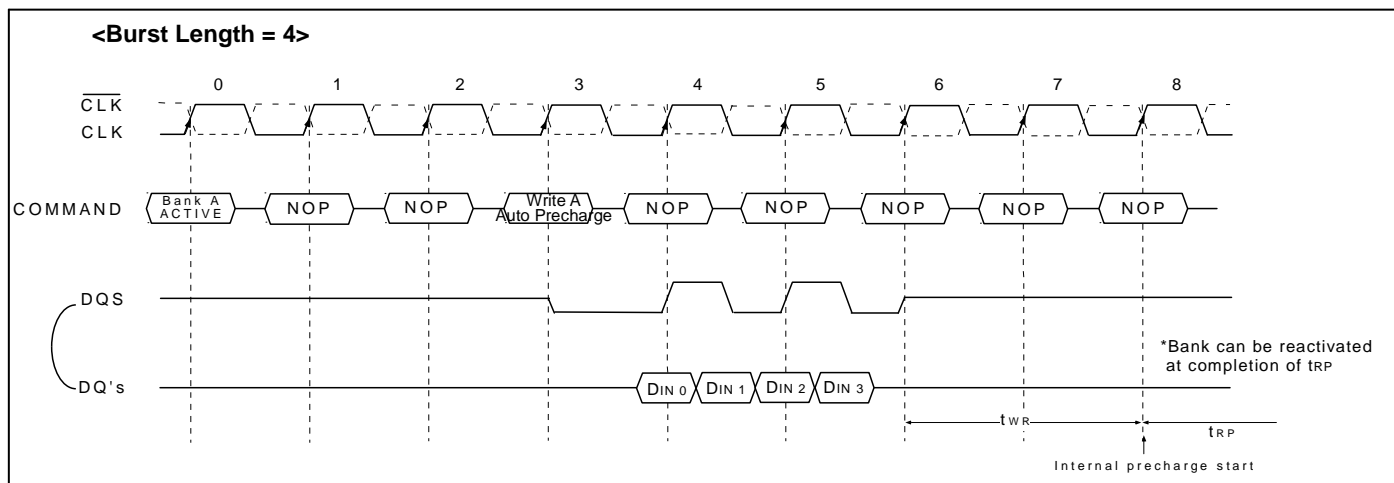 <Burst Length = 4>
0 1 2 3 4 5 6 7 8
CLK
CLK
COMMAND
Bank A
ACTIVE
NOP
NOP
Write A
Auto Precharge
NOP
NOP
NOP
NOP
NOP
DQS
*Bank can be reactivated
at completion of tRP
DQ's
DIN 0
DIN 1
DIN 2
DIN 3
tWR
tRP
Internal precharge start